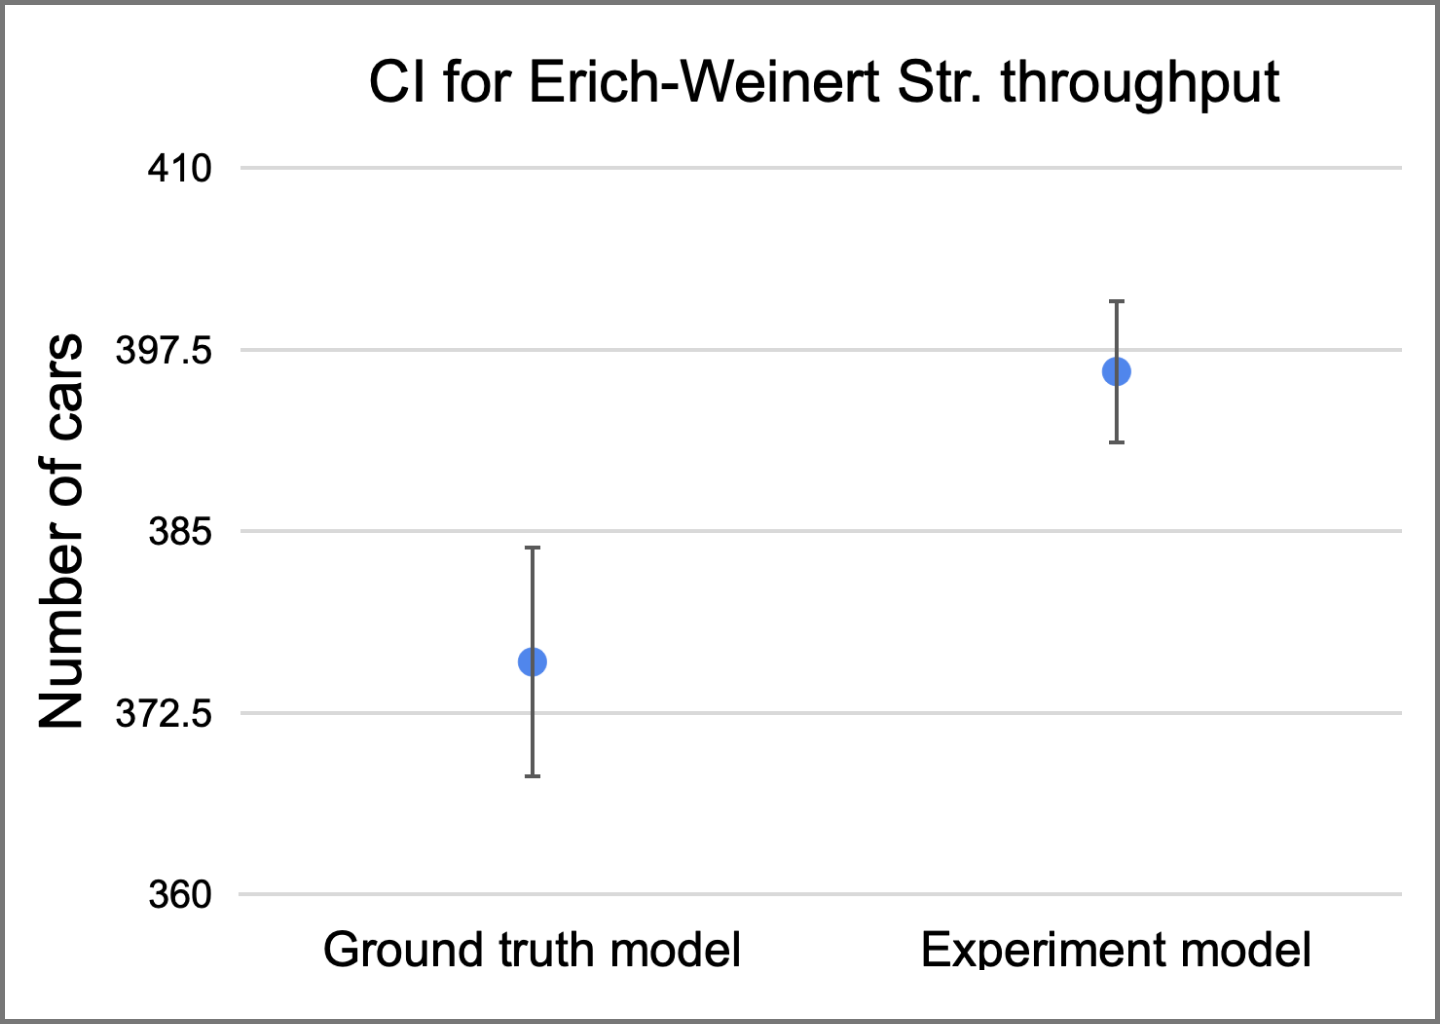 CI for Erich-Weinert Str. throughput
410
397.5
385
372.5
360
Number of cars
Ground truth model
Experiment model